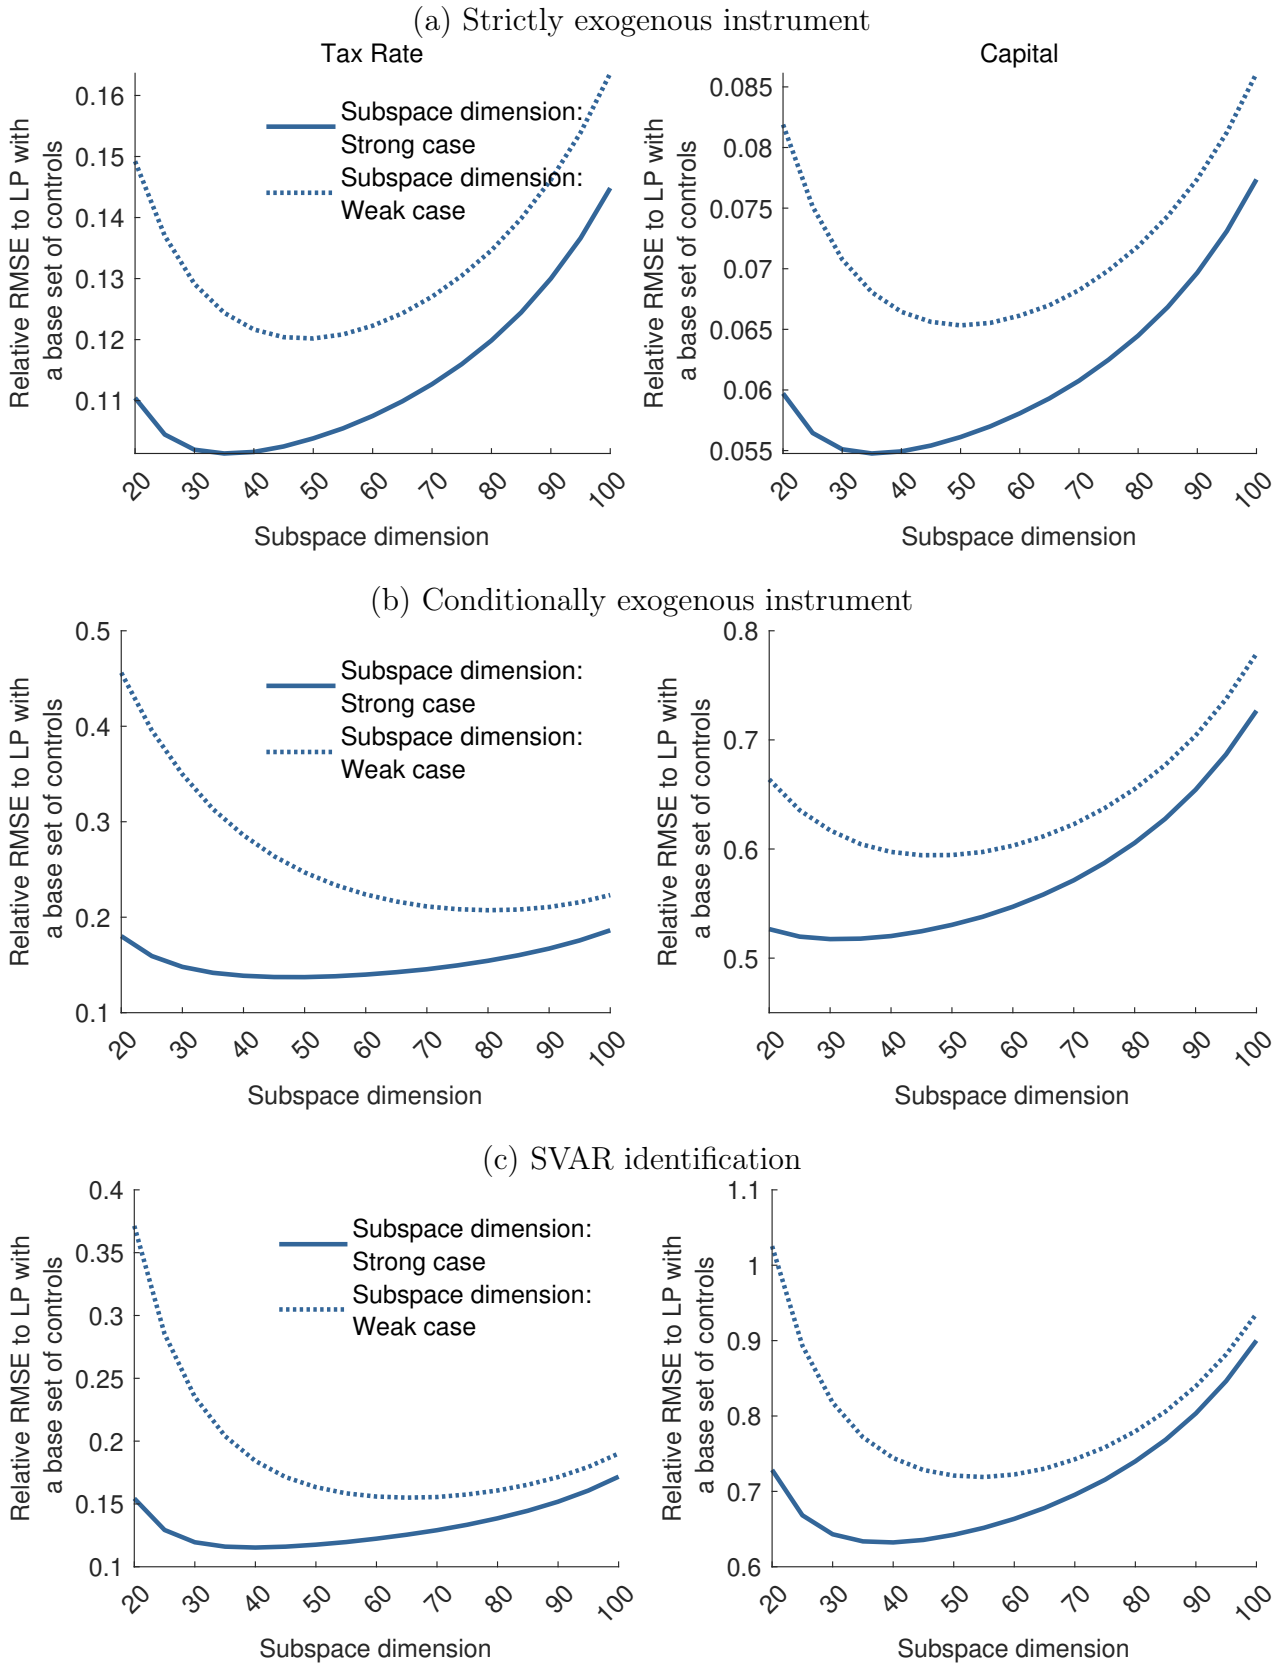 (a) Strictly exogenous instrument
Tax Rate
Relative RMSE to LP with
a base set of controls
0.16
0.15
0.14
0.13
0.12
0.11
Subspace dimension:
Strong case
Subspace dimension:
Weak case
20 30 40 50 60 70 80 90 100
Subspace dimension
Capital
Relative RMSE to LP with
a base set of controls
0.085
0.08
0.075
0.07
0.065
0.06
0.055
20 30 40 50 60 70 80 90 100
Subspace dimension
(b) Conditionally exogenous instrument
Relative RMSE to LP with
a base set of controls
0.5
0.4
0.3
0.2
0.1
Subspace dimension:
Strong case
Subspace dimension:
Weak case
20 30 40 50 60 70 80 90 100
Subspace dimension
Relative RMSE to LP with
a base set of controls
0.8
0.7
0.6
0.5
20 30 40 50 60 70 80 90 100
Subspace dimension
(c) SVAR identification
Relative RMSE to LP with
a base set of controls
0.4
0.35
0.3
0.25
0.2
0.15
0.1
Subspace dimension:
Strong case
Subspace dimension:
Weak case
20 30 40 50 60 70 80 90 100
Subspace dimension
Relative RMSE to LP with
a base set of controls
1.1
1
0.9
0.8
0.7
0.6
20 30 40 50 60 70 80 90 100
Subspace dimension